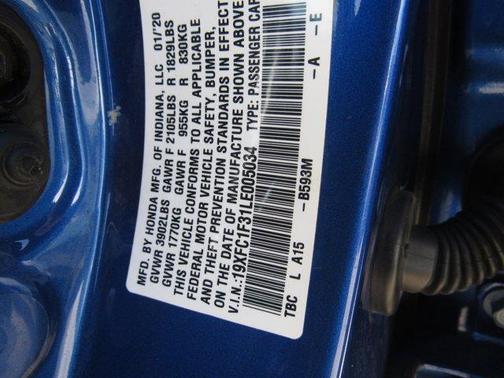 MFG. BY HONDA MFG. OF INDIANA, LLC 01/'20
GVWR 3902LBS GAWR F 2105LBS R 1829LBS
GVWR 1770KG GAWR F 955KG R 830KG
THIS VEHICLE CONFORMS TO ALL APPLICABLE
FEDERAL MOTOR VEHICLE SAFETY, BUMPER,
AND THEFT PREVENTION STANDARDS IN EFFECT
ON THE DATE OF MANUFACTURE SHOWN ABOVE.
V.I.N.:19XFC1F31LE005034 TYPE: PASSENGER CAR
-B593M -A -E
TBC L A15